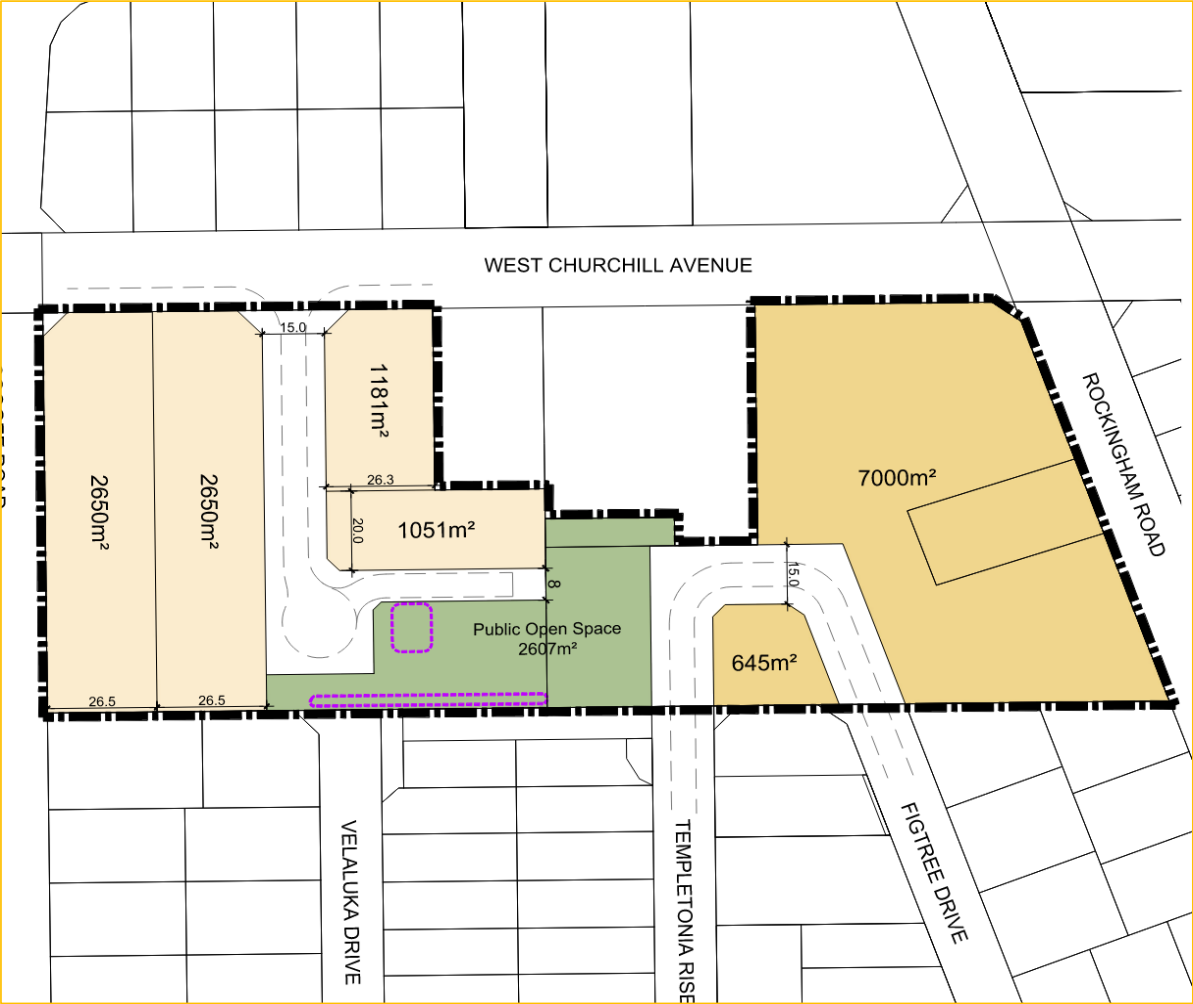 WEST CHURCHILL AVENUE
15.0
1181m²
ROCKINGHAM ROAD
2650m²
2650m²
7000m²
26.3
20.0
1051m²
8
15.0
Public Open Space
2607m²
645m²
26.5
26.5
VELALUKA DRIVE
TEMPLETONIA RISE
FIGTREE DRIVE